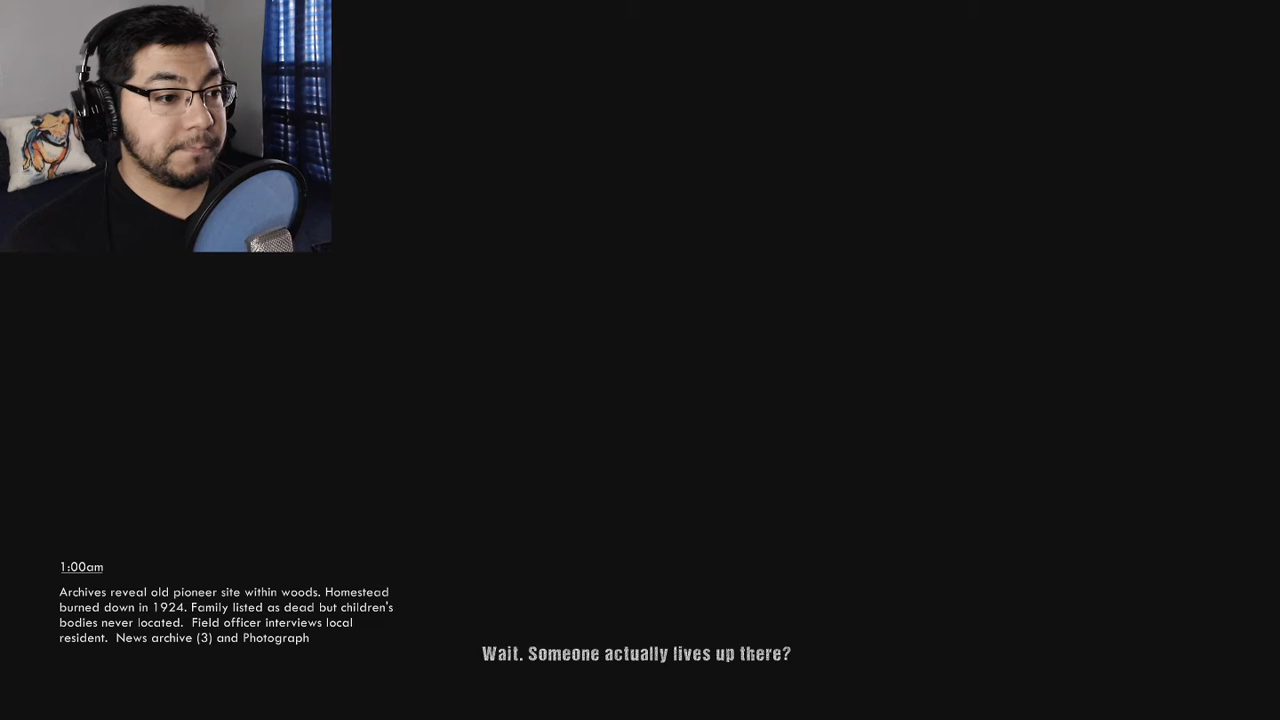 1:00am
Archives reveal old pioneer site within woods. Homestead
burned down in 1924. Family listed as dead but children's
bodies never located.  Field officer interviews local
resident.  News archive (3) and Photograph
Wait. Someone actually lives up there?